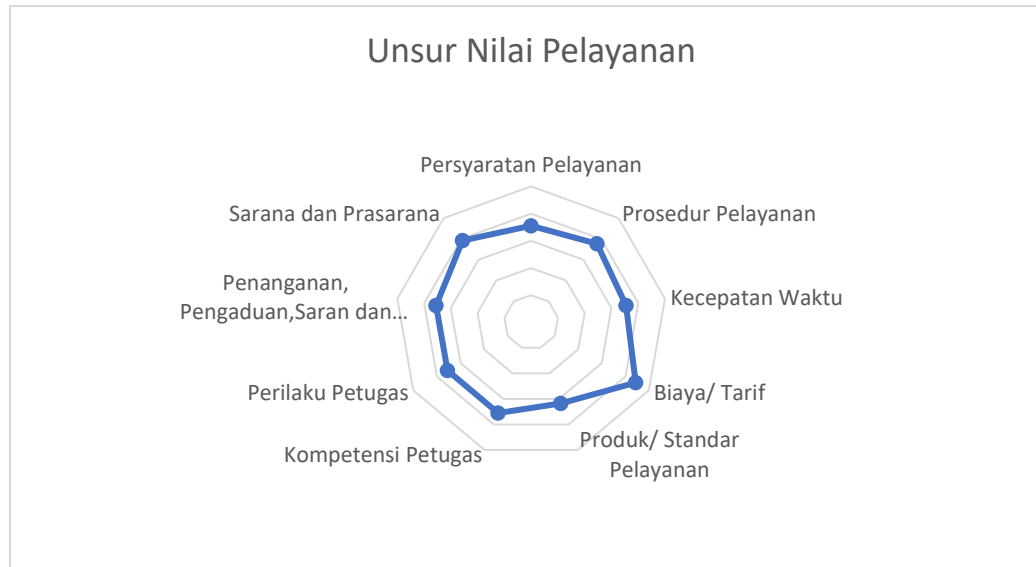 Unsur Nilai Pelayanan
Persyaratan Pelayanan
Prosedur Pelayanan
Kecepatan Waktu
Biaya/ Tarif
Produk/ Standar
Pelayanan
Kompetensi Petugas
Perilaku Petugas
Penanganan,
Pengaduan,Saran dan...
Sarana dan Prasarana